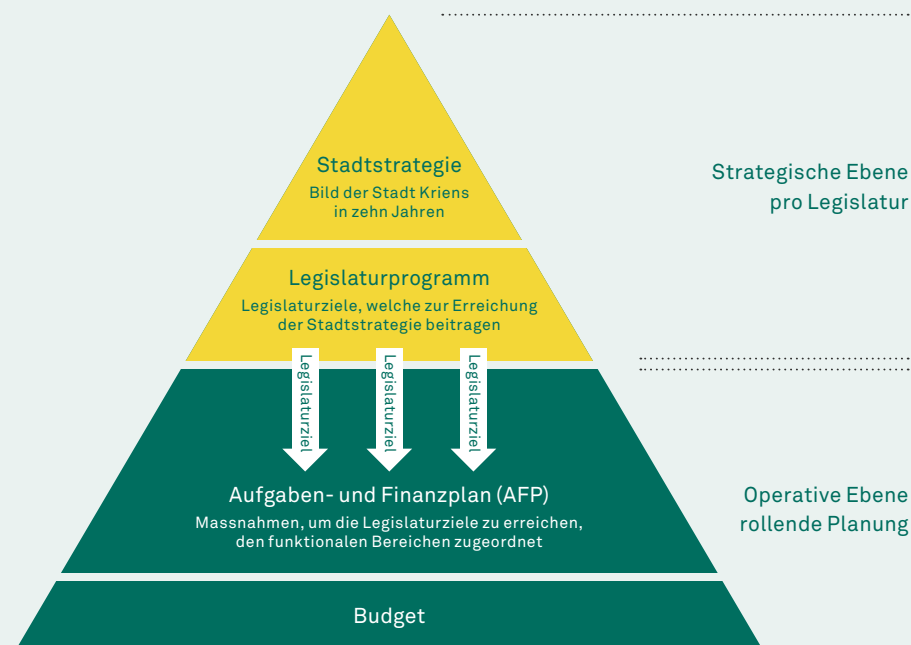 Stadtstrategie
Bild der Stadt Kriens
in zehn Jahren
Strategische Ebene
pro Legislatur
Legislaturprogramm
Legislaturziele, welche zur Erreichung
der Stadtstrategie beitragen
Legislaturziel
Legislaturziel
Legislaturziel
Aufgaben- und Finanzplan (AFP)
Massnahmen, um die Legislaturziele zu erreichen,
den funktionalen Bereichen zugeordnet
Operative Ebene
rollende Planung
Budget